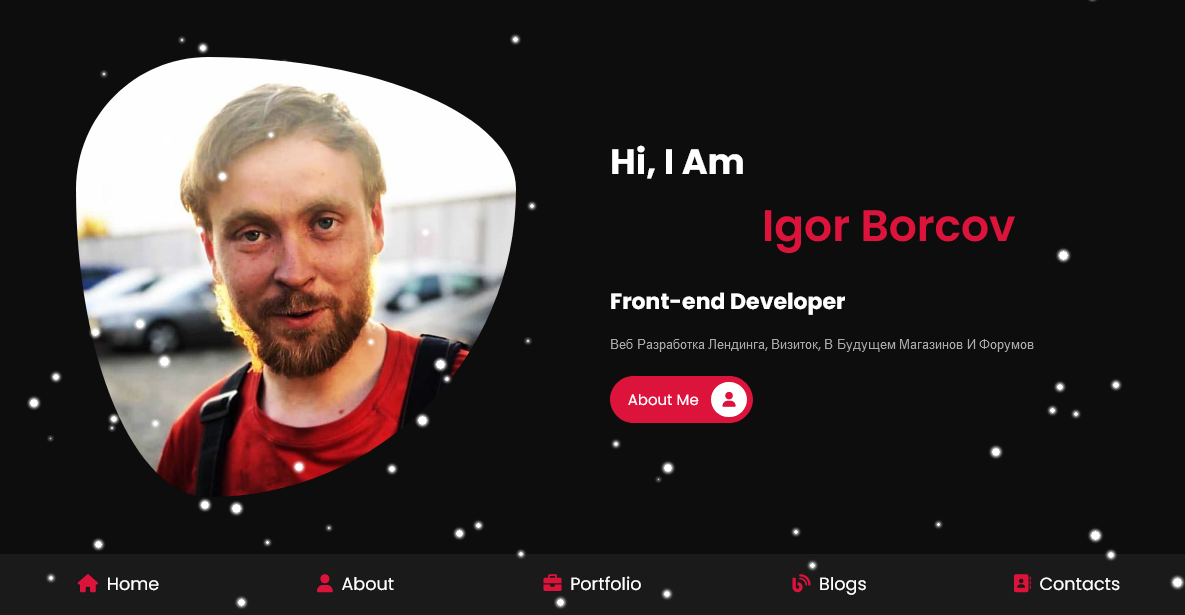 Hi, I Am
Igor Borcov
Front-end Developer
Веб Разработка Лендинга, Визиток, В Будущем Магазинов И Форумов
About Me
Home About Portfolio Blogs Contacts